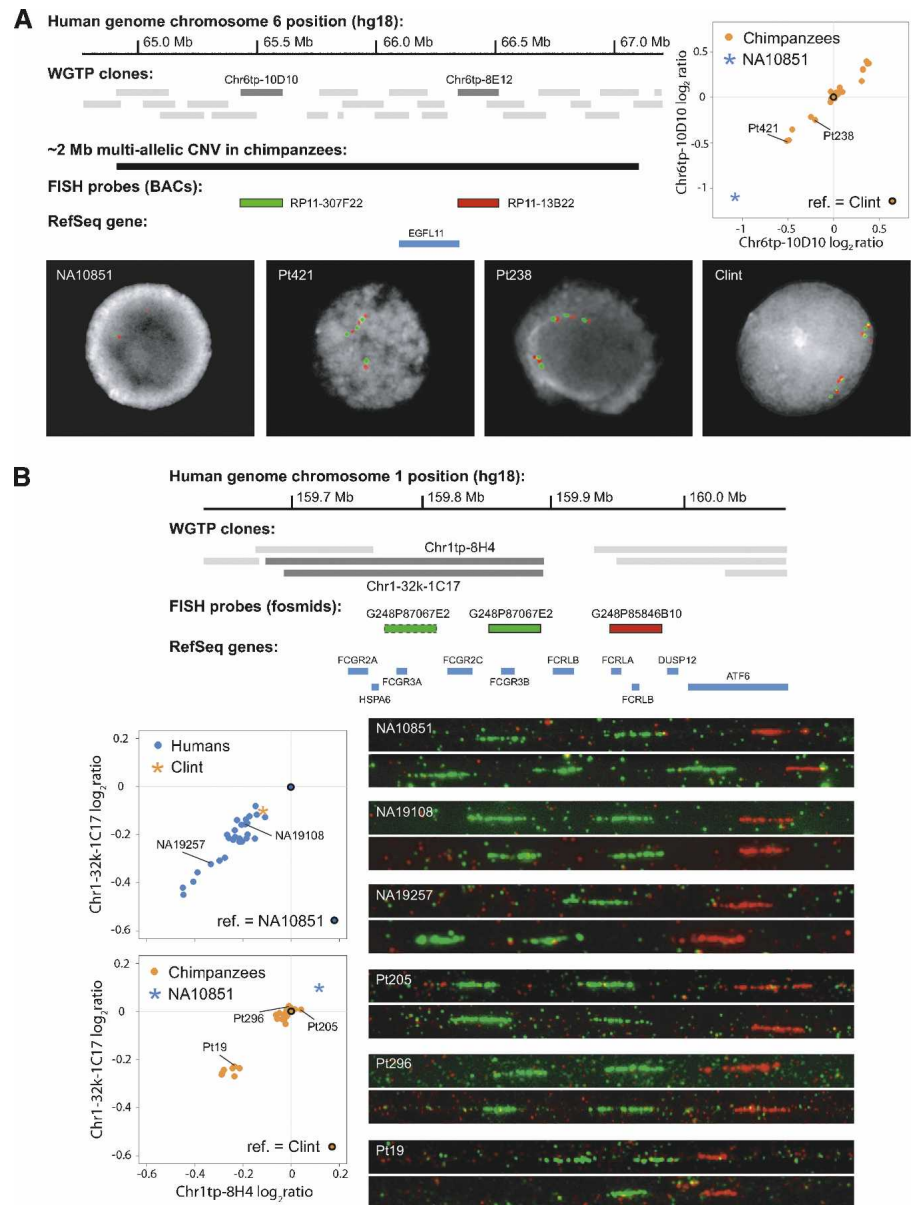 A
Human genome chromosome 6 position (hg18):
65.0 Mb 65.5 Mb 66.0 Mb 66.5 Mb 67.0 Mb
WGTP clones:
Chr6tp-10D10 Chr6tp-8E12
~2 Mb multi-allelic CNV in chimpanzees:
FISH probes (BACs):
RP11-307F22 RP11-13B22
RefSeq gene:
EGFL11
Chimpanzees
NA10851
Chr6tp-10D10 log2 ratio
0.5
0
-0.5
-1
Pt421
Pt238
ref. = Clint
-1 -0.5 0 0.5
Chr6tp-10D10 log2 ratio
NA10851 Pt421 Pt238 Clint
B
Human genome chromosome 1 position (hg18):
159.7 Mb 159.8 Mb 159.9 Mb 160.0 Mb
WGTP clones:
Chr1tp-8H4
Chr1-32k-1C17
FISH probes (fosmids):
G248P87067E2 G248P87067E2 G248P85846B10
RefSeq genes:
FCGR2A FCGR2C FCRLB FCRLA DUSP12 ATF6
HSPA6 FCGR3A FCGR3B FCRLB
Chr1-32k-1C17 log2 ratio
0.2
0
-0.2
-0.4
-0.6
Humans
Clint
NA19108
NA19257
ref. = NA10851
Chr1-32k-1C17 log2 ratio
0.2
0
-0.2
-0.4
-0.6
Chimpanzees
NA10851
Pt296
Pt205
Pt19
ref. = Clint
-0.6 -0.4 -0.2 0 0.2
Chr1tp-8H4 log2 ratio
NA10851
NA19108
NA19257
Pt205
Pt296
Pt19